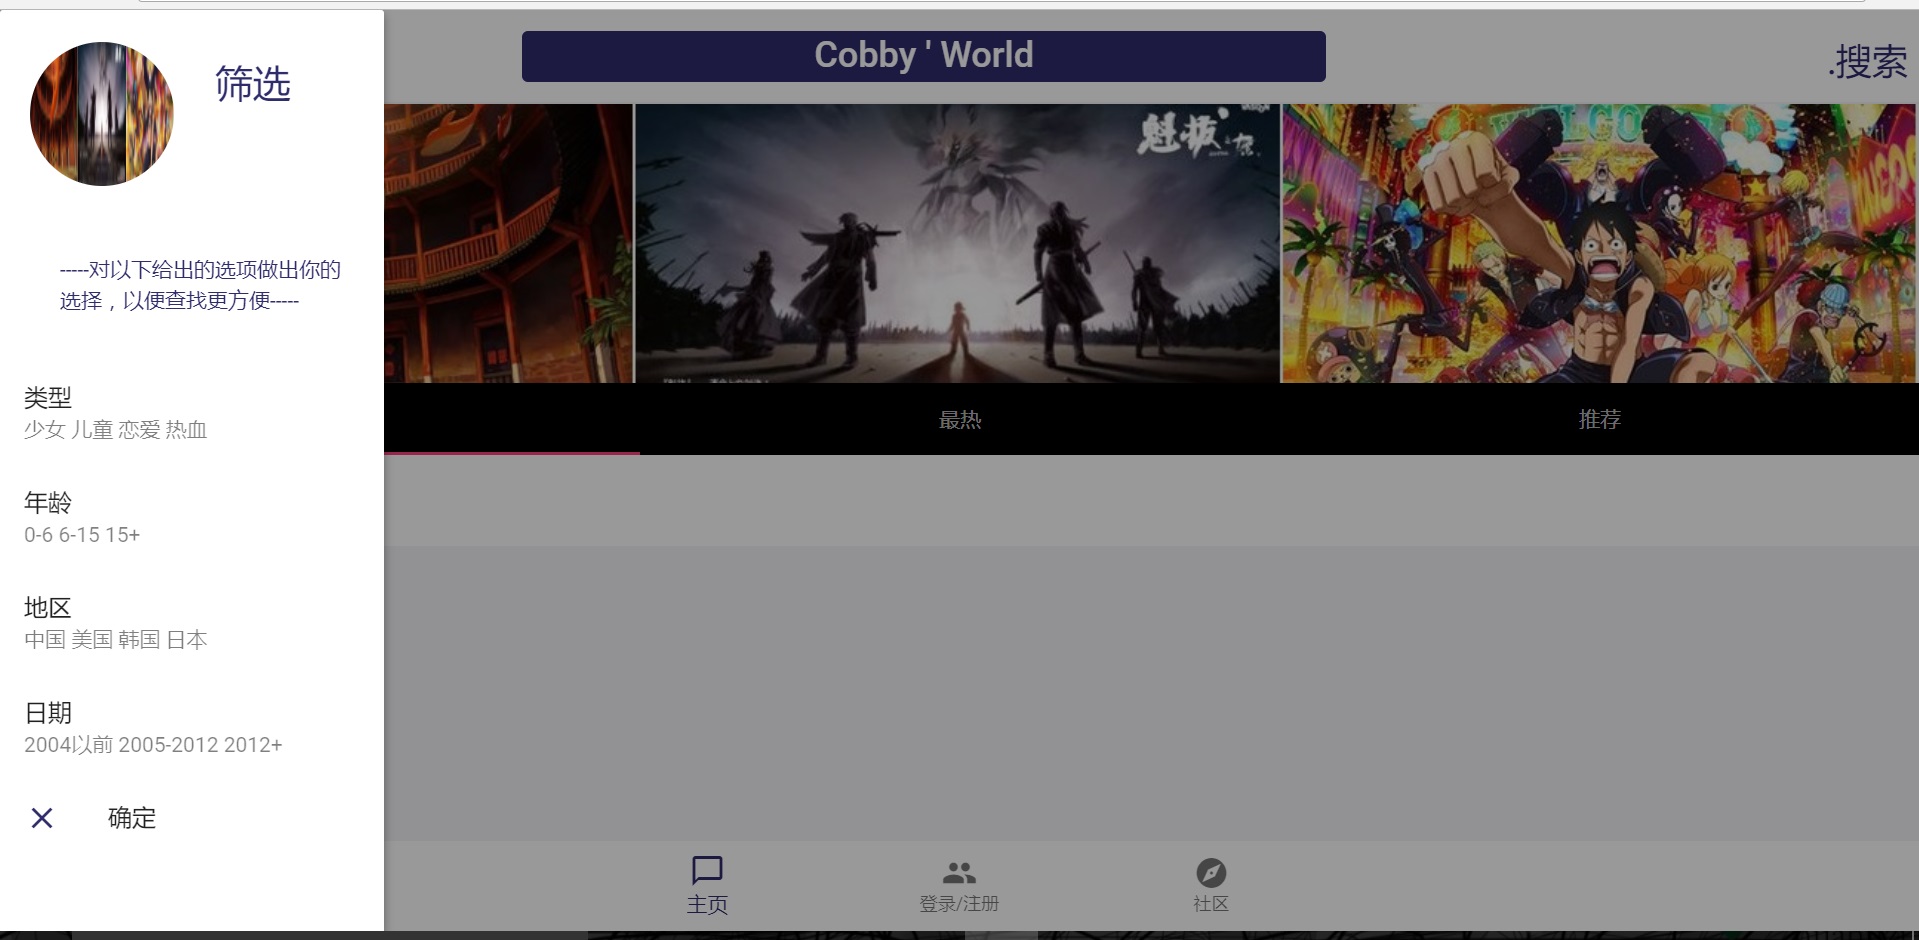 筛选
-----对以下给出的选项做出你的
选择，以便查找更方便-----
类型
少女 儿童 恋爱 热血
年龄
0-6 6-15 15+
地区
中国 美国 韩国 日本
日期
2004以前 2005-2012 2012+
确定
Cobby ' World
.搜索
魁拔
最热
推荐
主页
登录/注册
社区